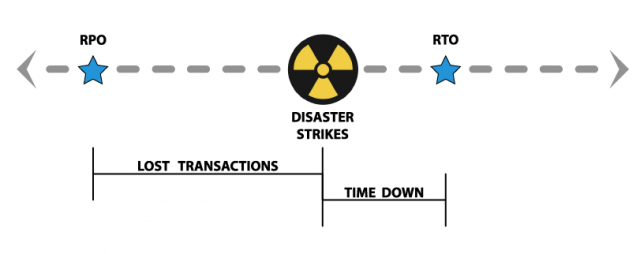 RPO
RTO
DISASTER
STRIKES
LOST TRANSACTIONS
TIME DOWN